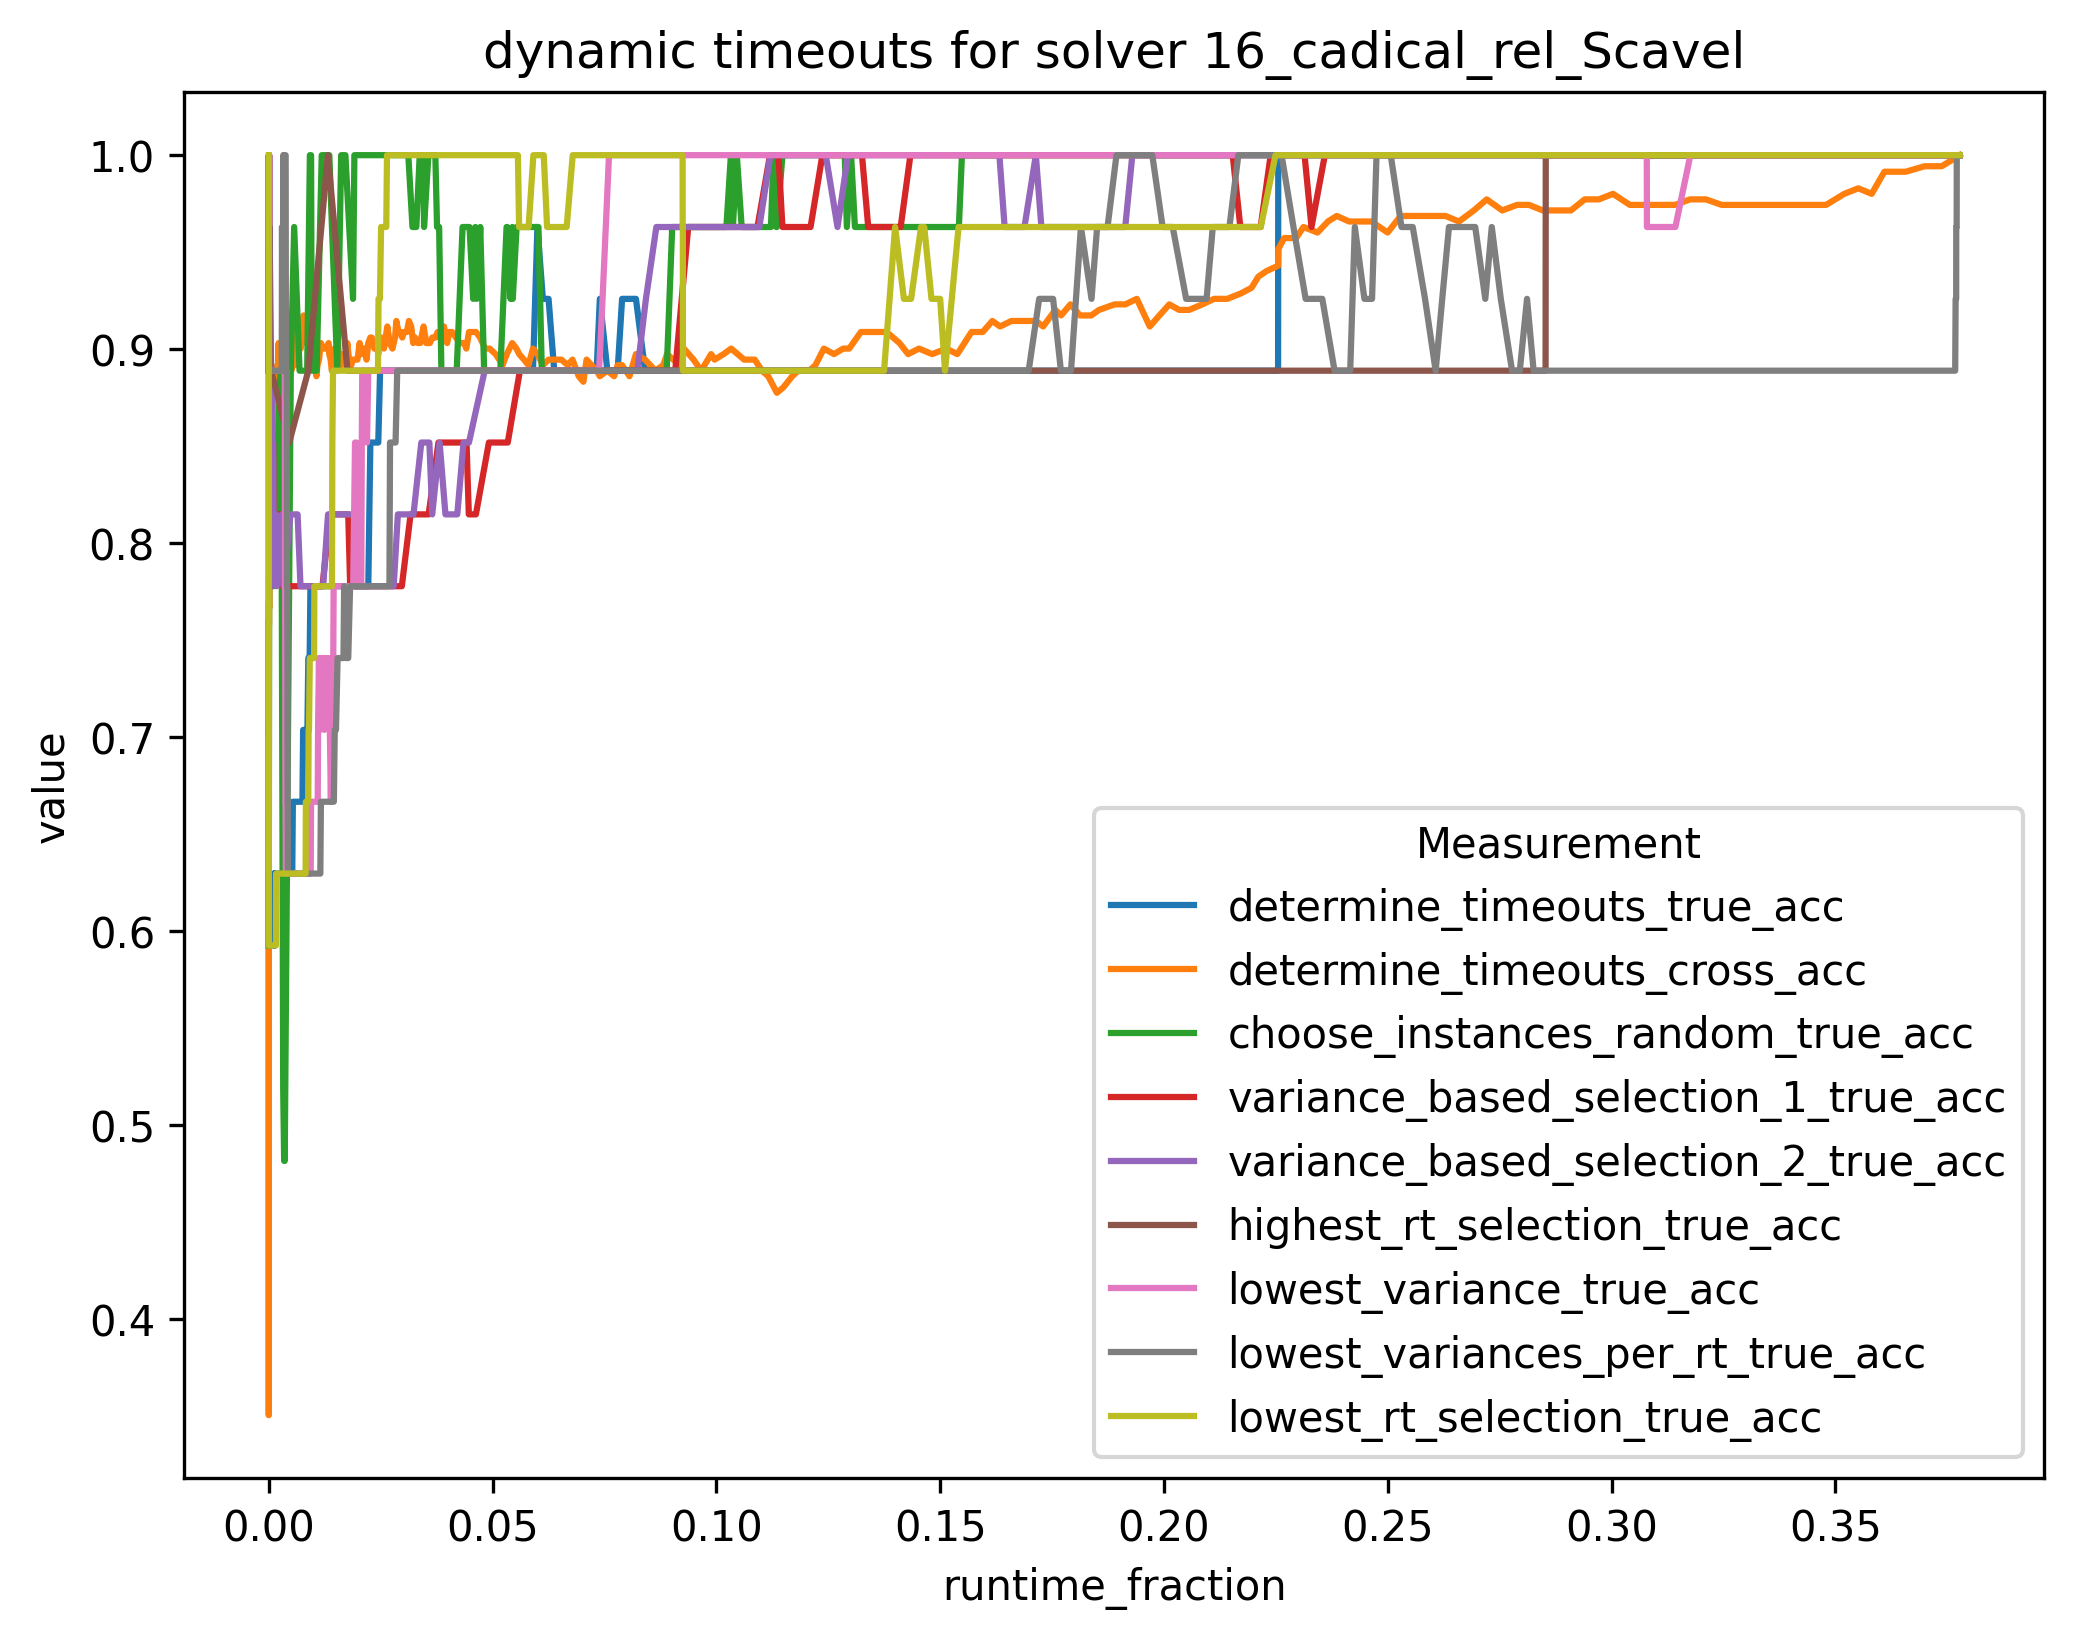 dynamic timeouts for solver 16_cadical_rel_Scavel
value
1.0
0.9
0.8
0.7
0.6
0.5
0.4
Measurement
determine_timeouts_true_acc
determine_timeouts_cross_acc
choose_instances_random_true_acc
variance_based_selection_1_true_acc
variance_based_selection_2_true_acc
highest_rt_selection_true_acc
lowest_variance_true_acc
lowest_variances_per_rt_true_acc
lowest_rt_selection_true_acc
0.00 0.05 0.10 0.15 0.20 0.25 0.30 0.35
runtime_fraction